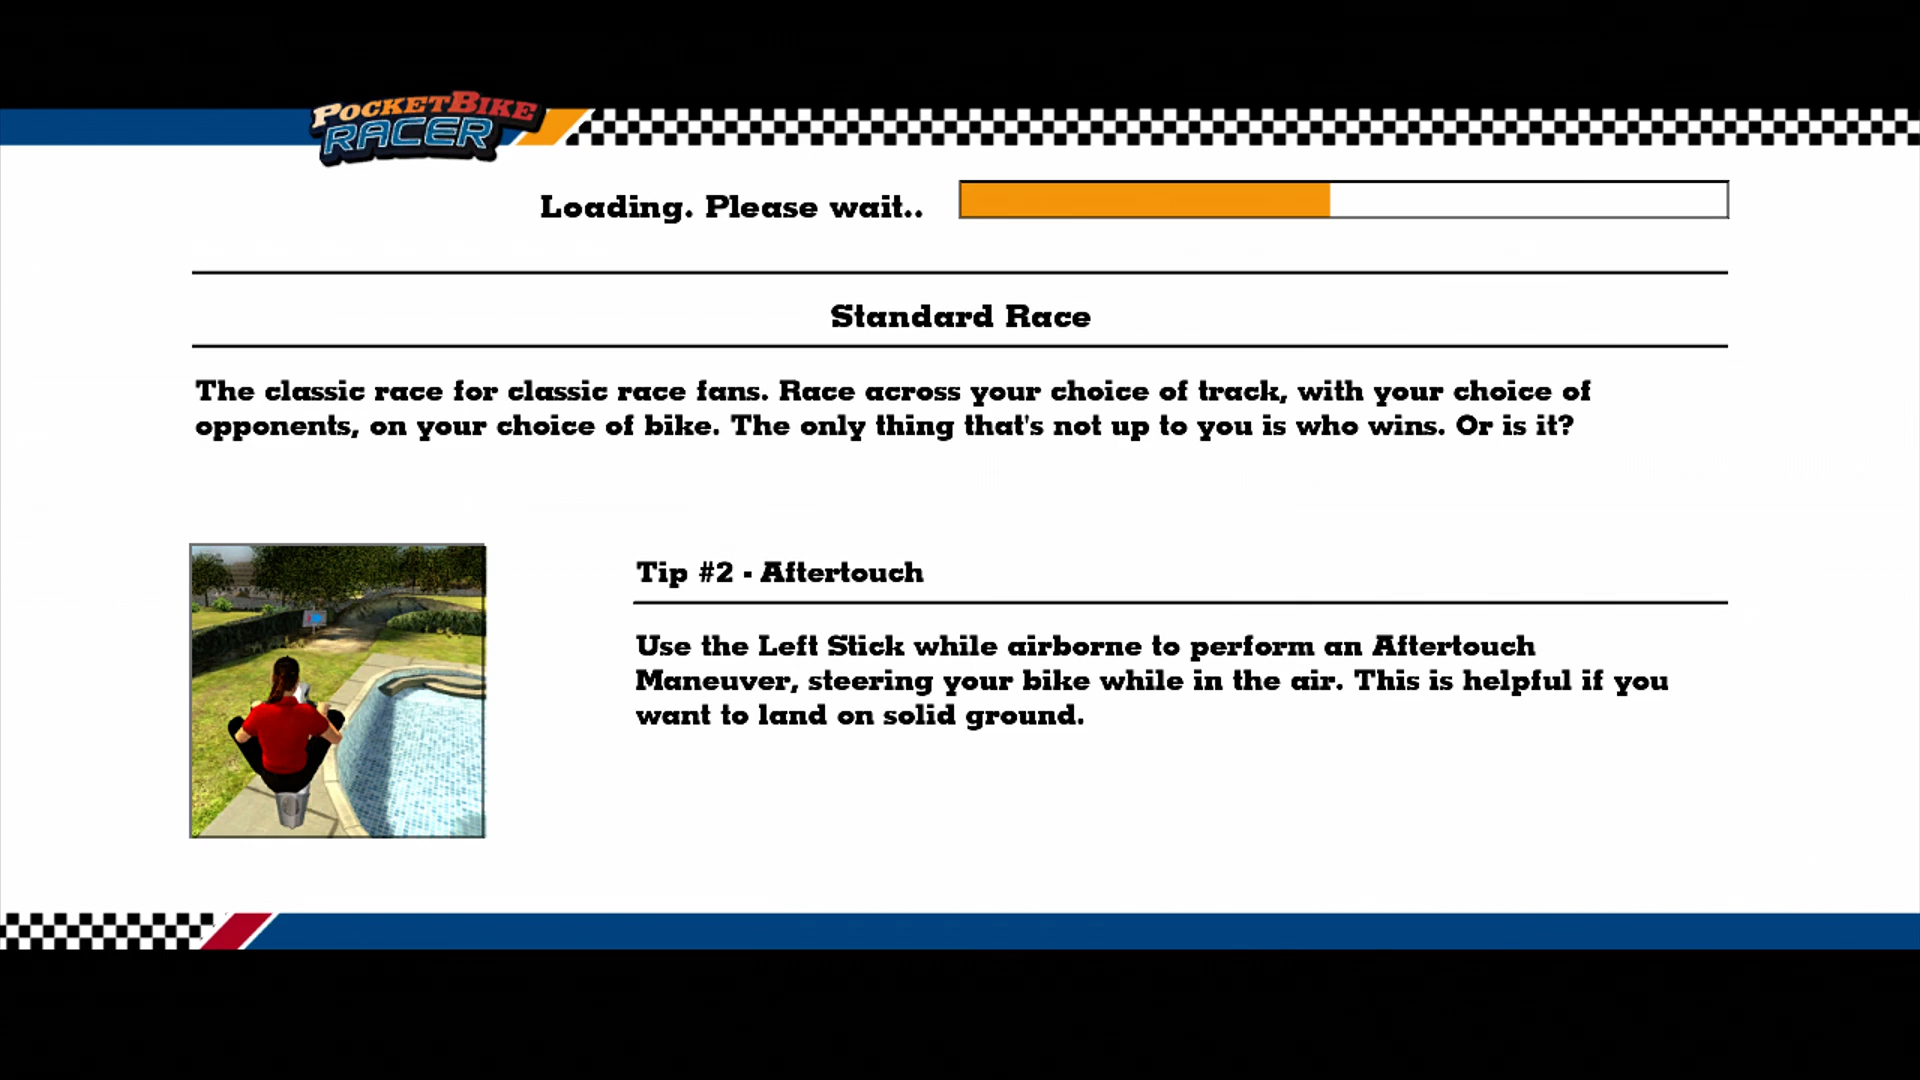 PocketBike
Racer
Loading. Please wait..
Standard Race
The classic race for classic race fans. Race across your choice of track, with your choice of
opponents, on your choice of bike. The only thing that's not up to you is who wins. Or is it?
Tip #2 - Aftertouch
Use the Left Stick while airborne to perform an Aftertouch
Maneuver, steering your bike while in the air. This is helpful if you
want to land on solid ground.